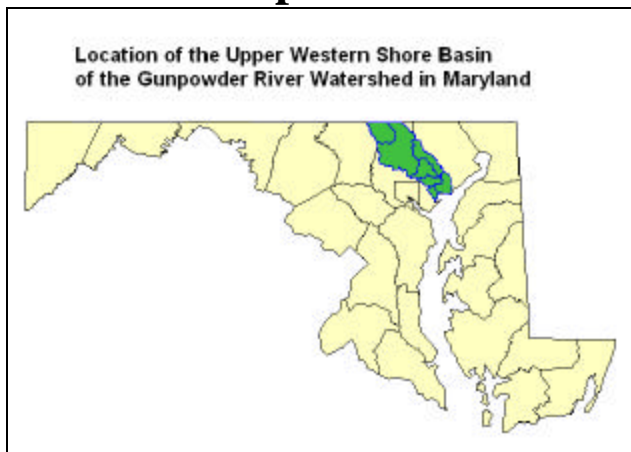 Location of the Upper Western Shore Basin
of the Gunpowder River Watershed in Maryland